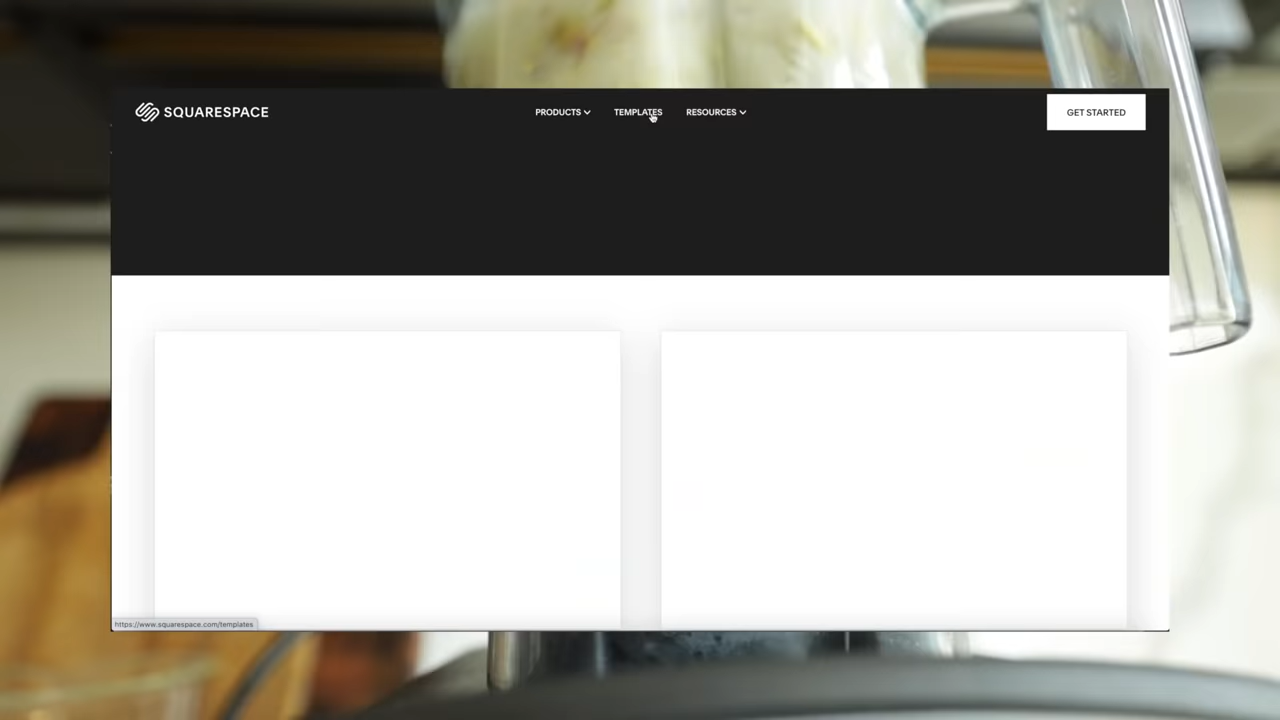 SQUARESPACE
PRODUCTS
TEMPLATES
RESOURCES
GET STARTED
https://www.squarespace.com/templates